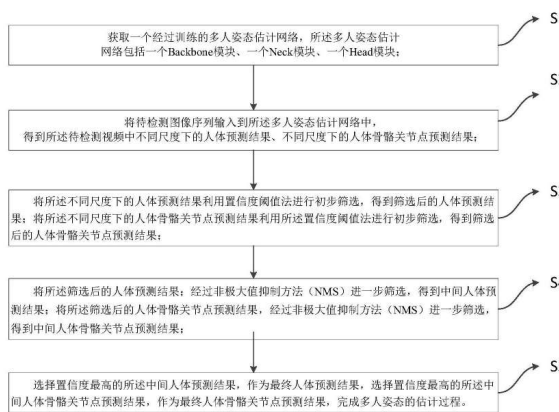 获取一个经过训练的多人姿态估计网络，所述多人姿态估计
网络包括一个Backbone模块、一个Neck模块、一个Head模块；
S
将待检测图像序列输入到所述多人姿态估计网络中，
得到所述待检测视频中不同尺度下的人体预测结果、不同尺度下的人体骨骼关节点预测结果；
将所述不同尺度下的人体预测结果利用置信度阈值法进行初步筛选，得到筛选后的人体预测结
果；将所述不同尺度下的人体骨骼关节点预测结果利用所述置信度阈值法进行初步筛选，得到筛选
后的人体骨骼关节点预测结果；
S
将所述筛选后的人体预测结果；经过非极大值抑制方法（NMS）进一步筛选，得到中间人体预
测结果；将所述筛选后的人体骨骼关节点预测结果，经过非极大值抑制方法（NMS）进一步筛选，
得到中间人体骨骼关节点预测结果；
S
选择置信度最高的所述中间人体预测结果，作为最终人体预测结果，选择置信度最高的所述中
间人体骨骼关节点预测结果，作为最终人体骨骼关节点预测结果，完成多人姿态的估计过程。
S